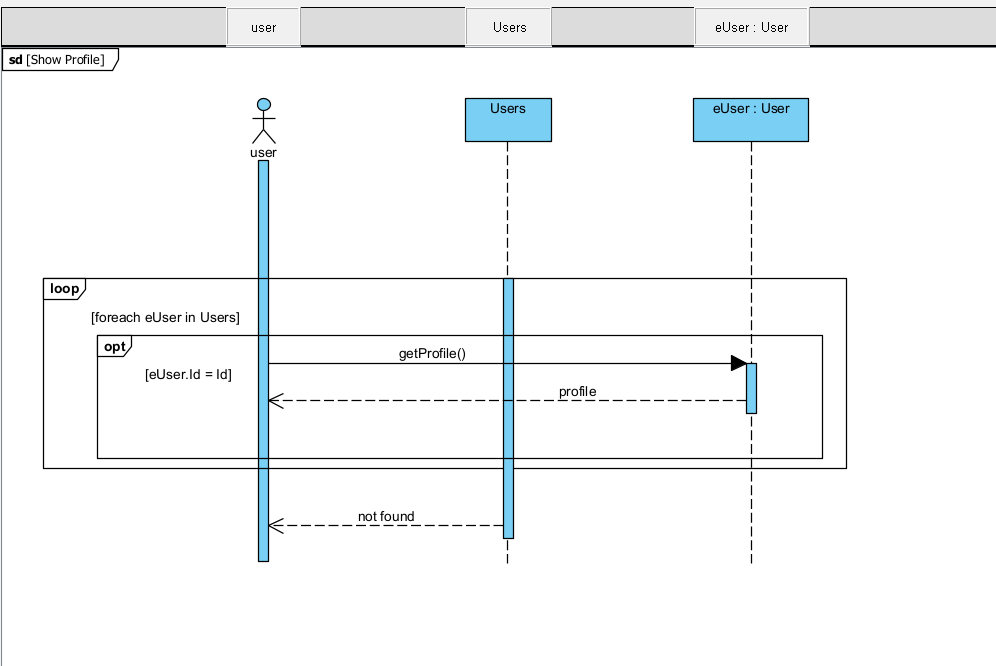 user Users eUser : User
sd [Show Profile]
Users eUser : User
user
loop
[foreach eUser in Users]
opt
getProfile()
[eUser.Id = Id]
profile
not found